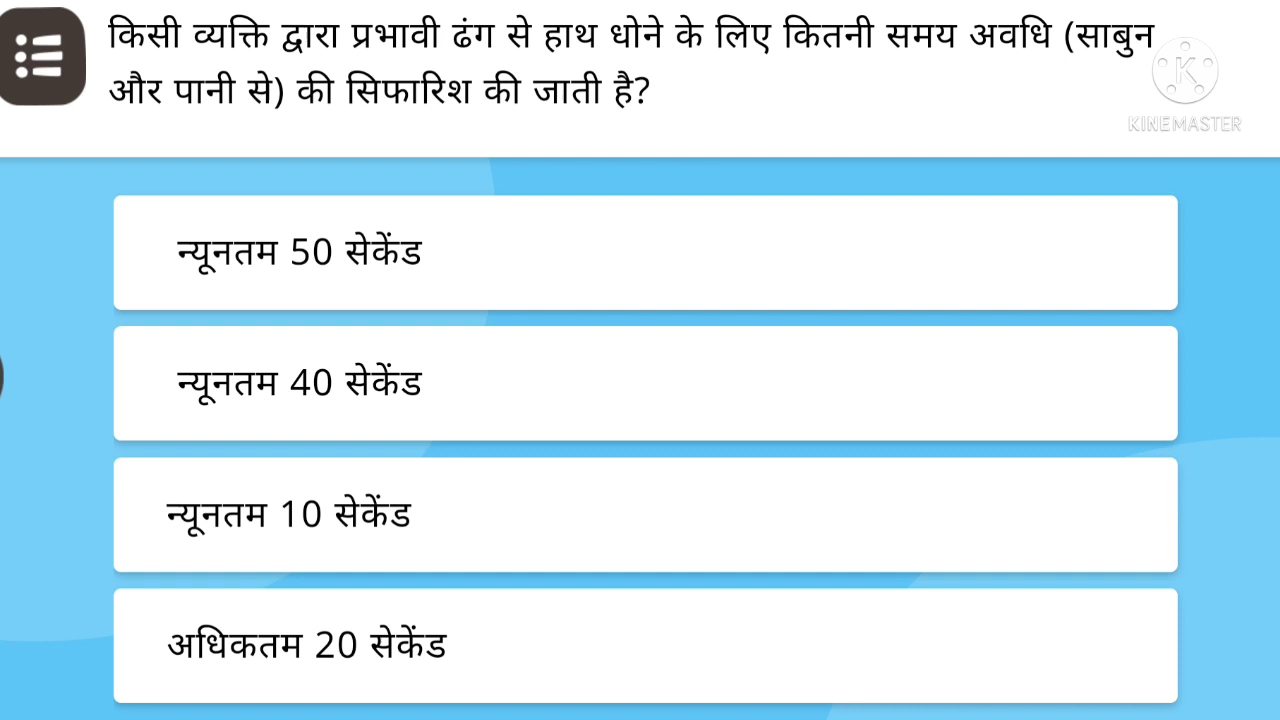 किसी व्यक्ति द्वारा प्रभावी ढंग से हाथ धोने के लिए कितनी समय अवधि (साबुन
और पानी से) की सिफारिश की जाती है?
K
KINEMASTER
न्यूनतम 50 सेकेंड
न्यूनतम 40 सेकेंड
न्यूनतम 10 सेकेंड
अधिकतम 20 सेकेंड